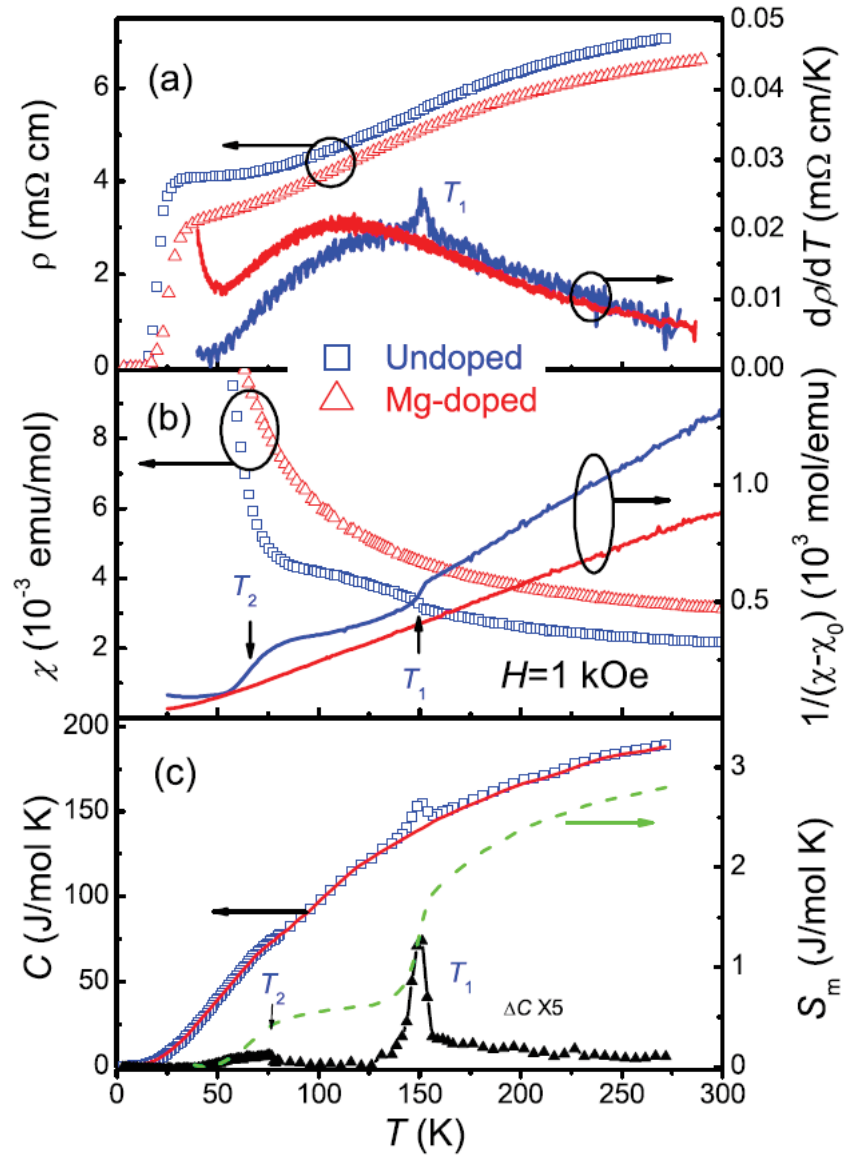 (a)
ρ (mΩ cm)
6
4
2
0
0.05
0.04
0.03
0.02
0.01
0.00
dρ/dT (mΩ cm/K)
T₁
Undoped
Mg-doped
(b)
χ (10⁻³ emu/mol)
8
6
4
2
1.0
0.5
1/(χ-χ₀) (10³ mol/emu)
T₂
T₁
H=1 kOe
(c)
C (J/mol K)
200
150
100
50
0
3
2
1
0
Sₘ (J/mol K)
T₂
T₁
ΔC X5
0 50 100 150 200 250 300
T (K)